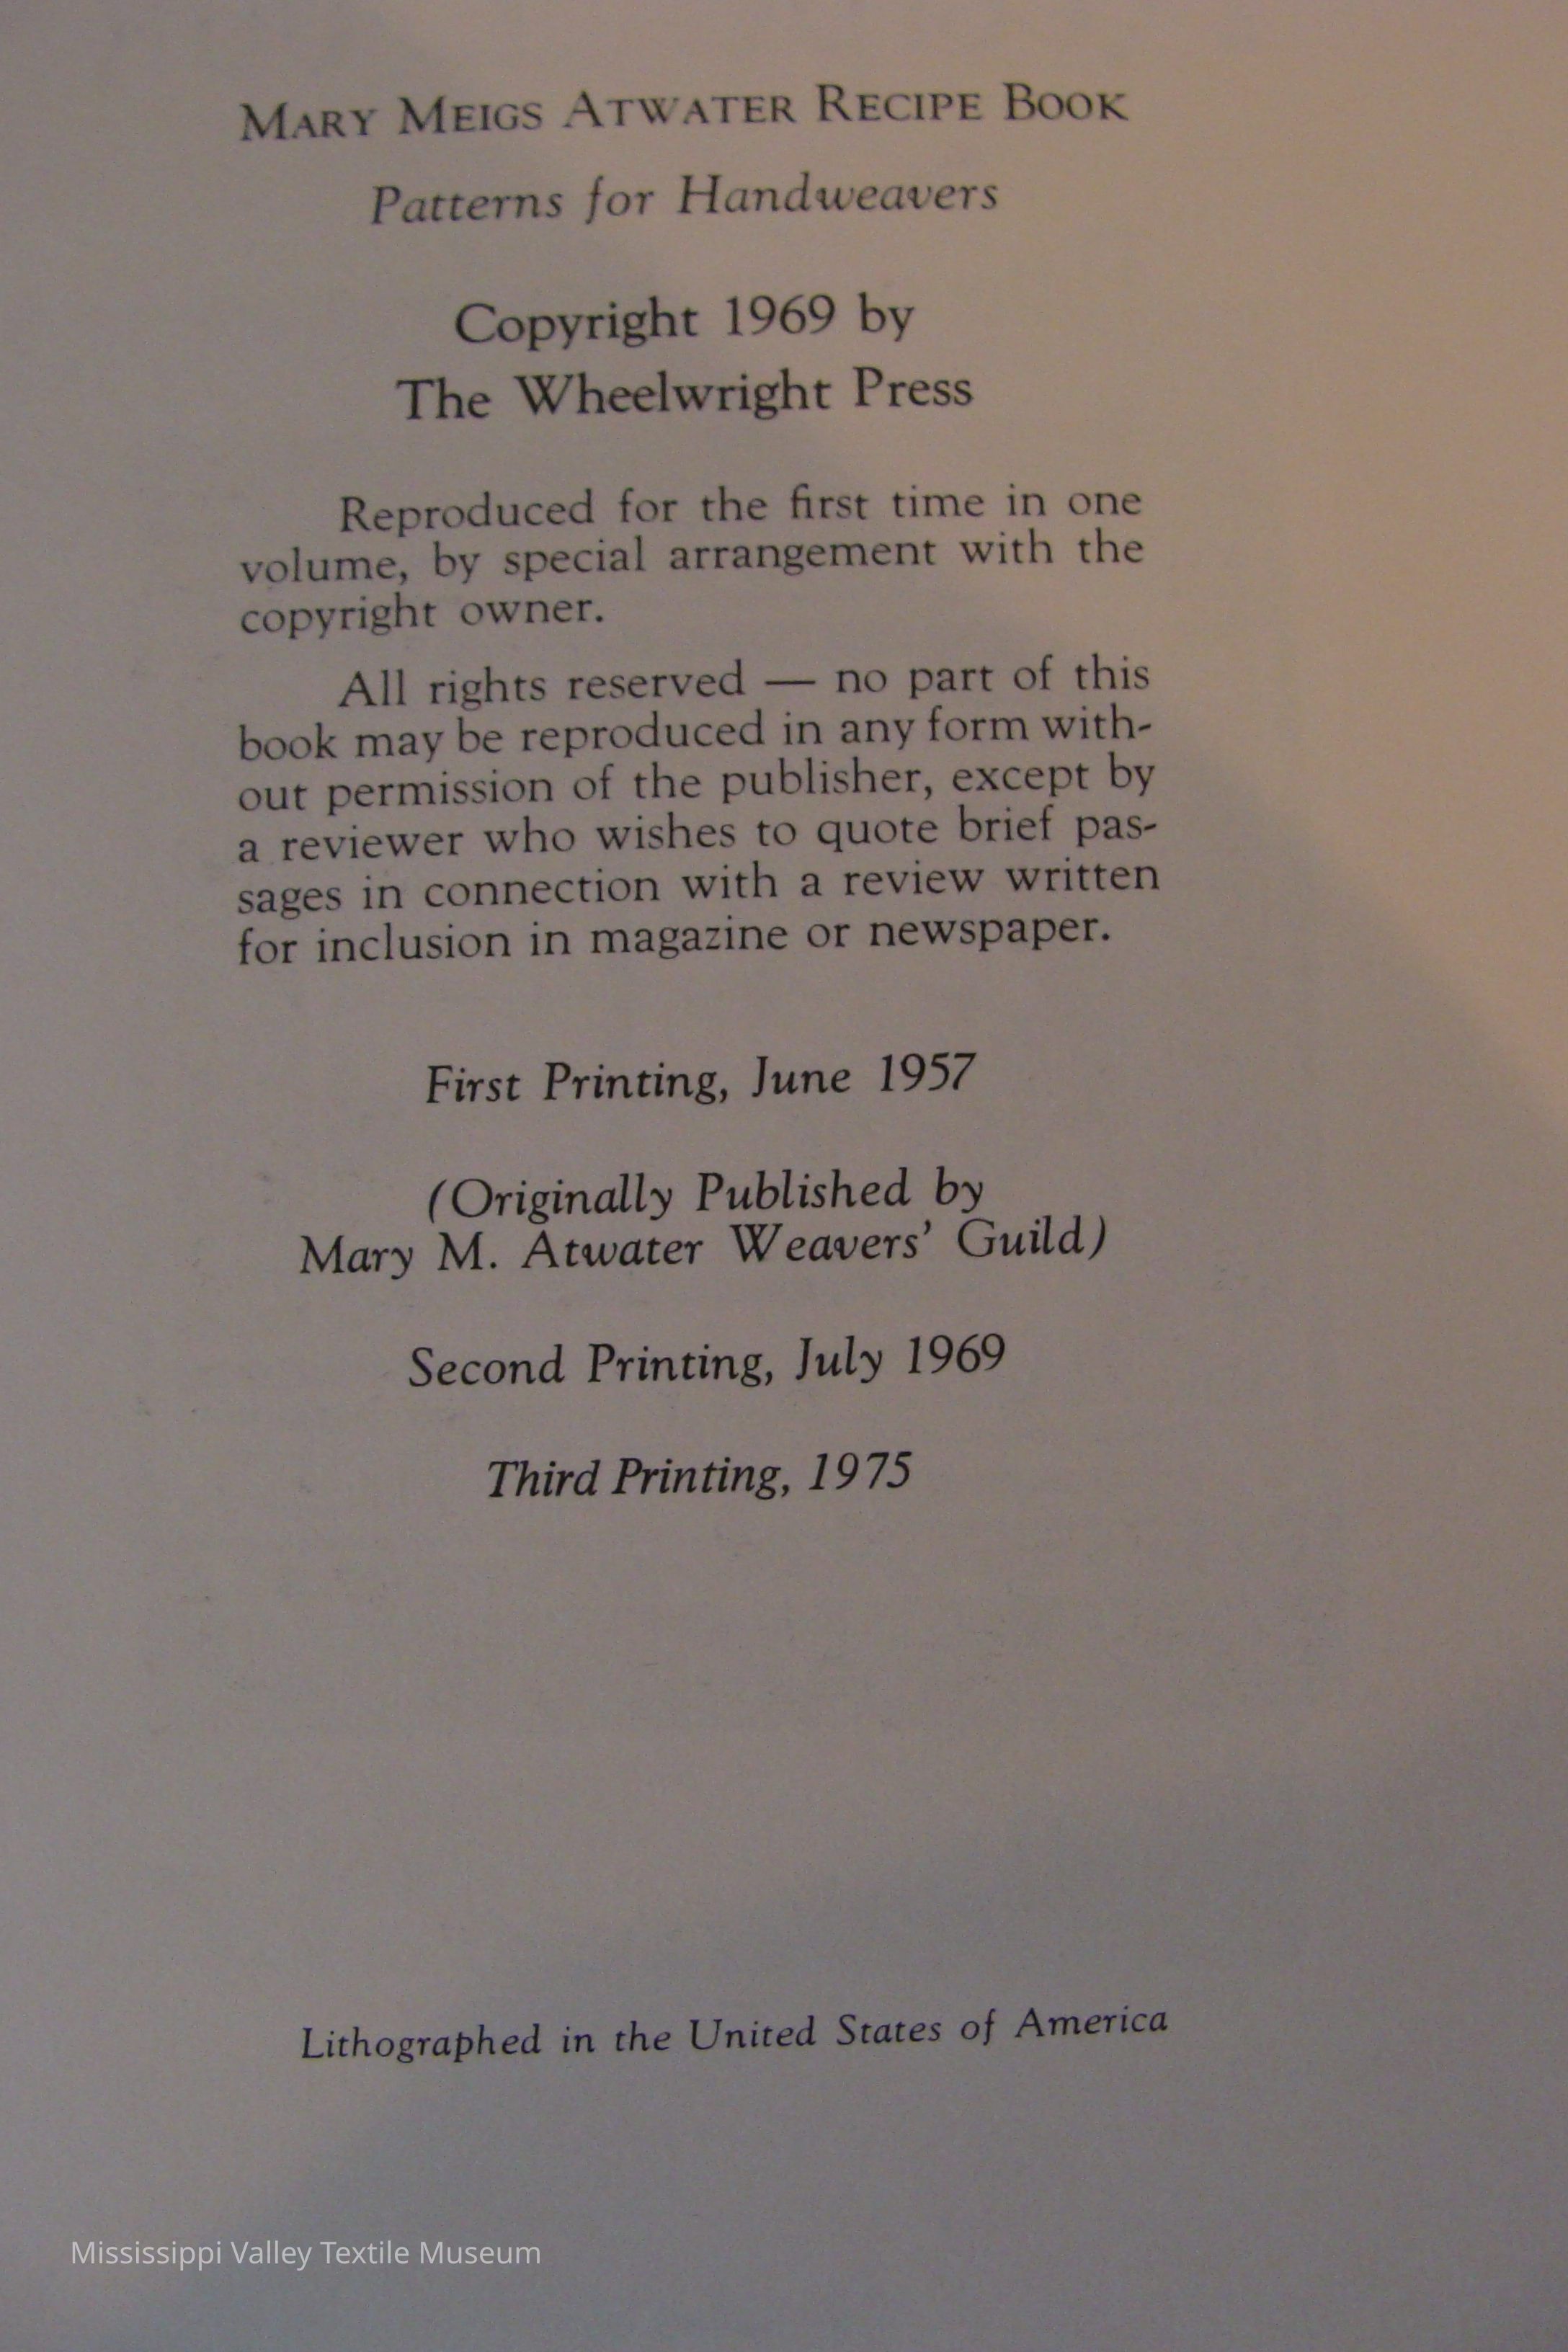 Mary Meigs Atwater Recipe Book
Patterns for Handweavers
Copyright 1969 by
The Wheelwright Press
Reproduced for the first time in one
volume, by special arrangement with the
copyright owner.
All rights reserved — no part of this
book may be reproduced in any form with-
out permission of the publisher, except by
a reviewer who wishes to quote brief pas-
sages in connection with a review written
for inclusion in magazine or newspaper.
First Printing, June 1957
(Originally Published by
Mary M. Atwater Weavers' Guild)
Second Printing, July 1969
Third Printing, 1975
Lithographed in the United States of America
Mississippi Valley Textile Museum